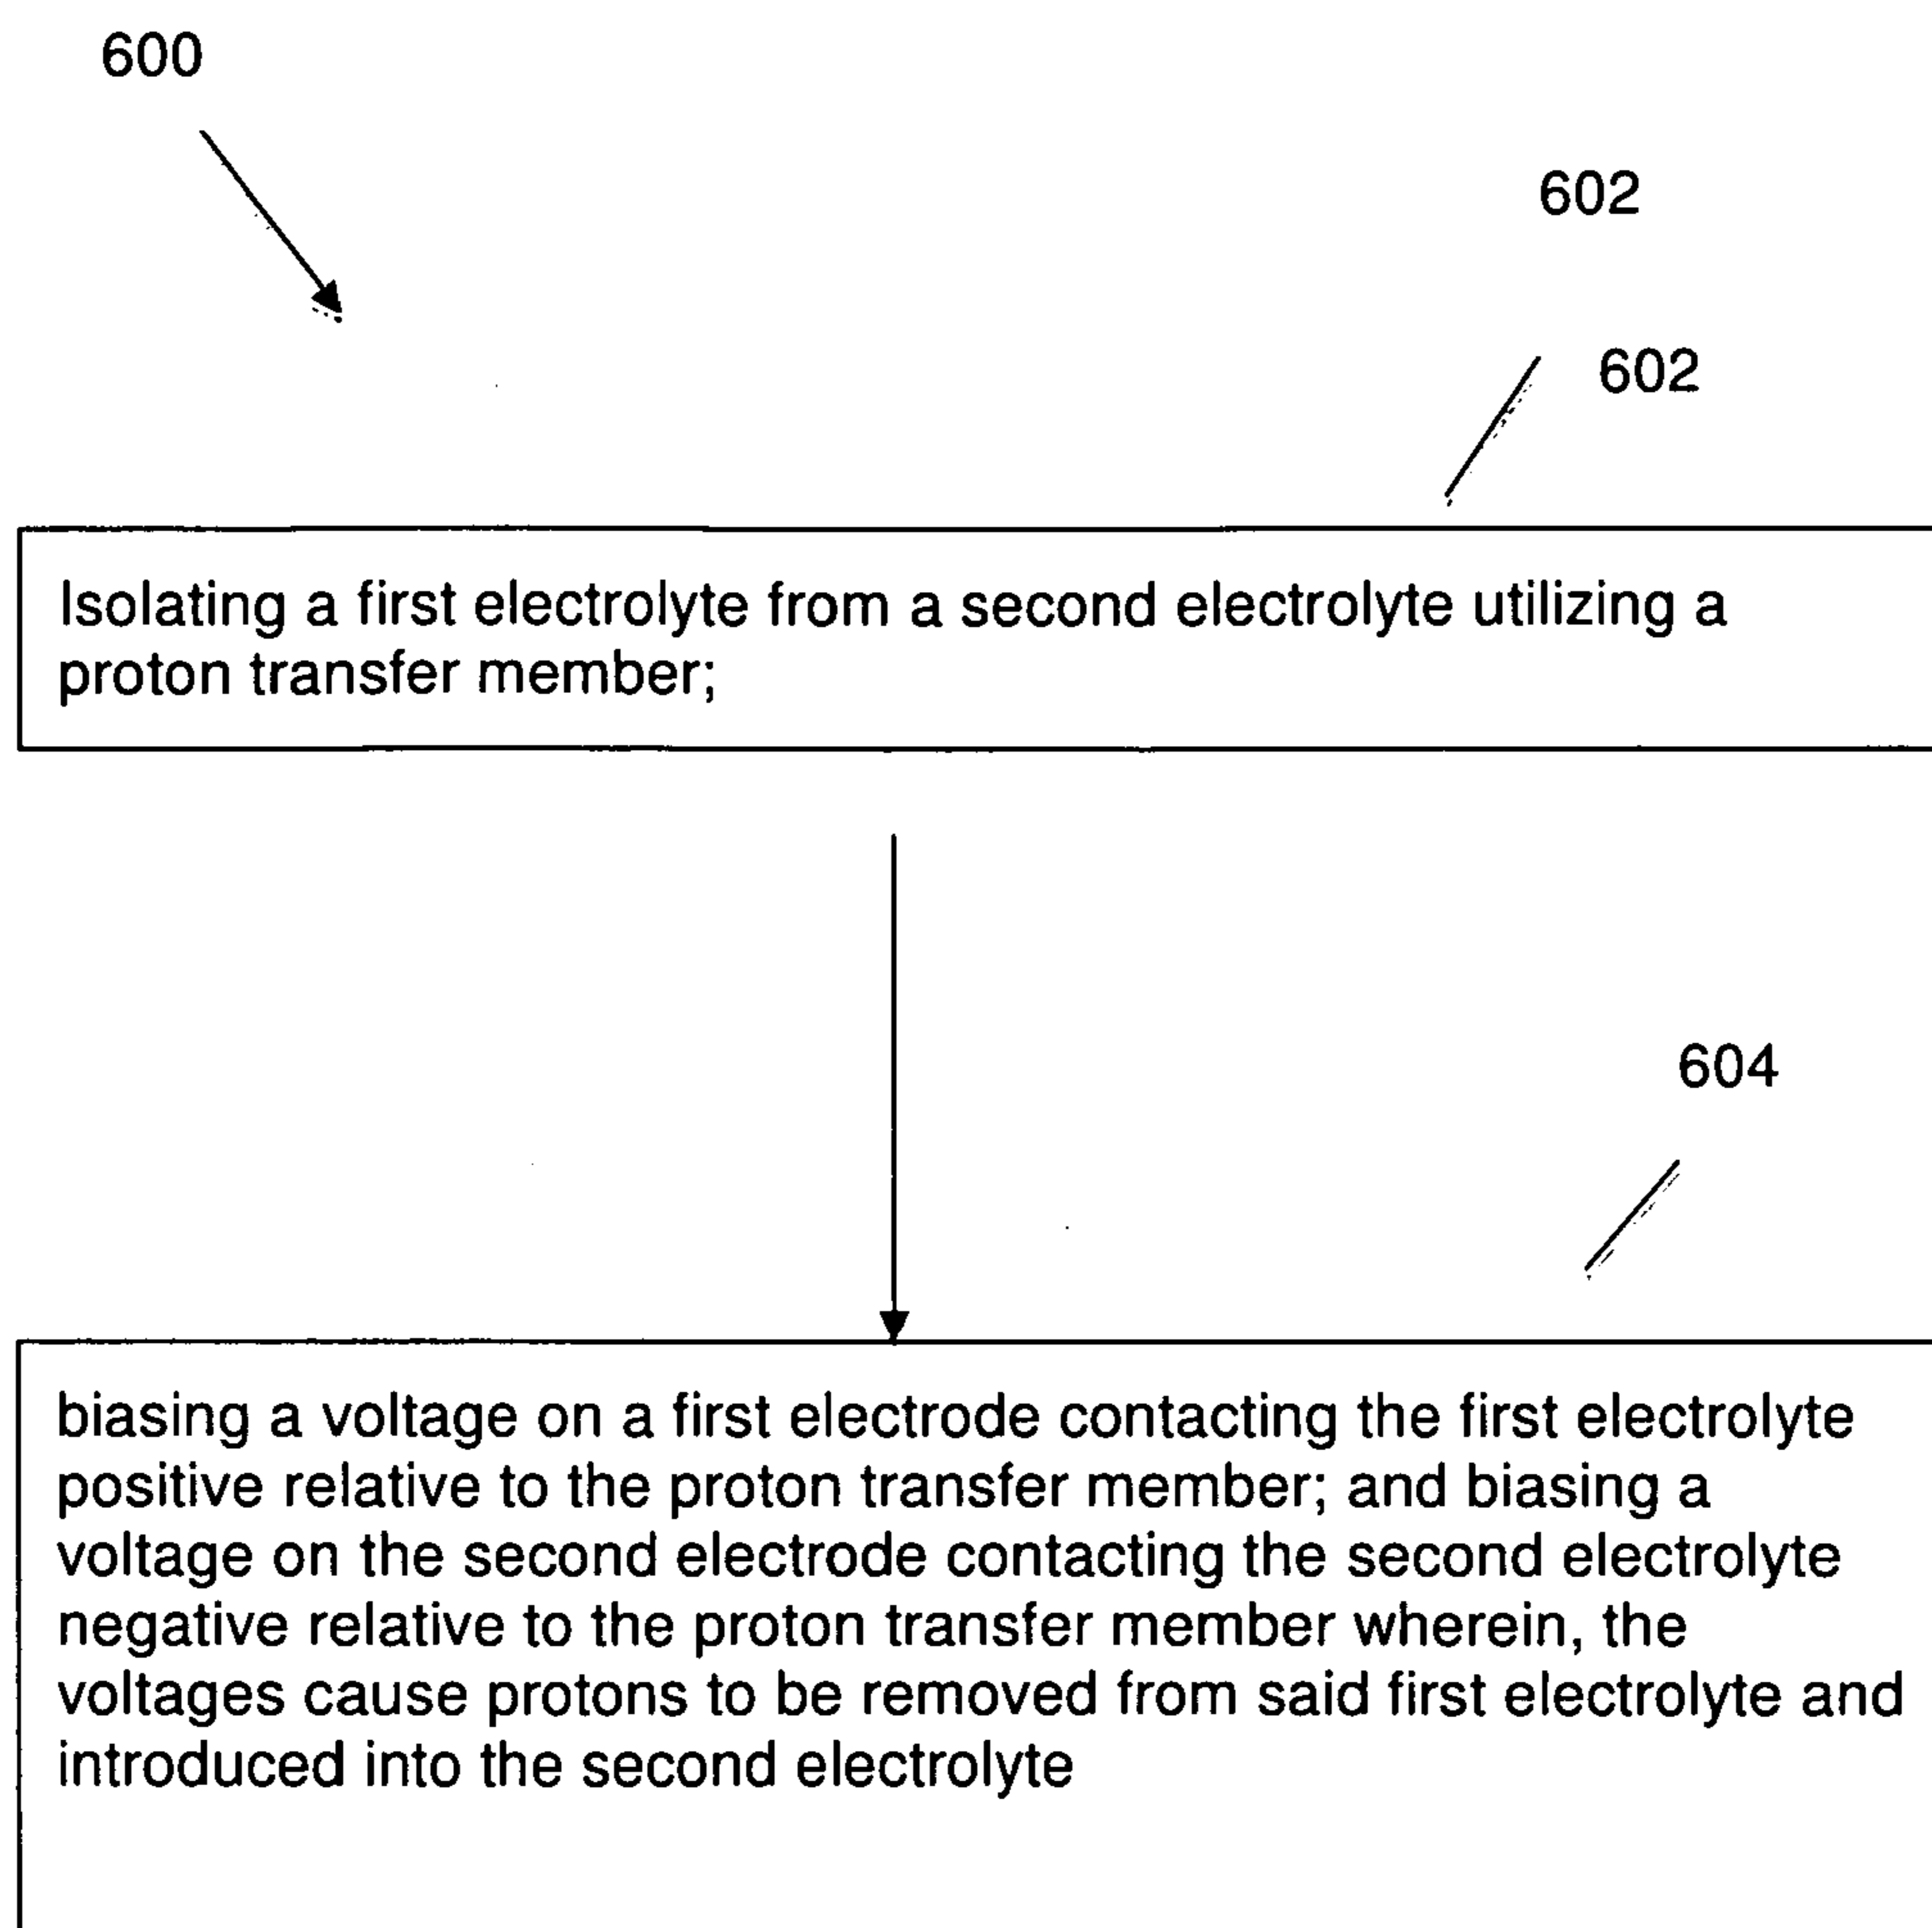 600
602
602
Isolating a first electrolyte from a second electrolyte utilizing a
proton transfer member;
604
biasing a voltage on a first electrode contacting the first electrolyte
positive relative to the proton transfer member; and biasing a
voltage on the second electrode contacting the second electrolyte
negative relative to the proton transfer member wherein, the
voltages cause protons to be removed from said first electrolyte and
introduced into the second electrolyte